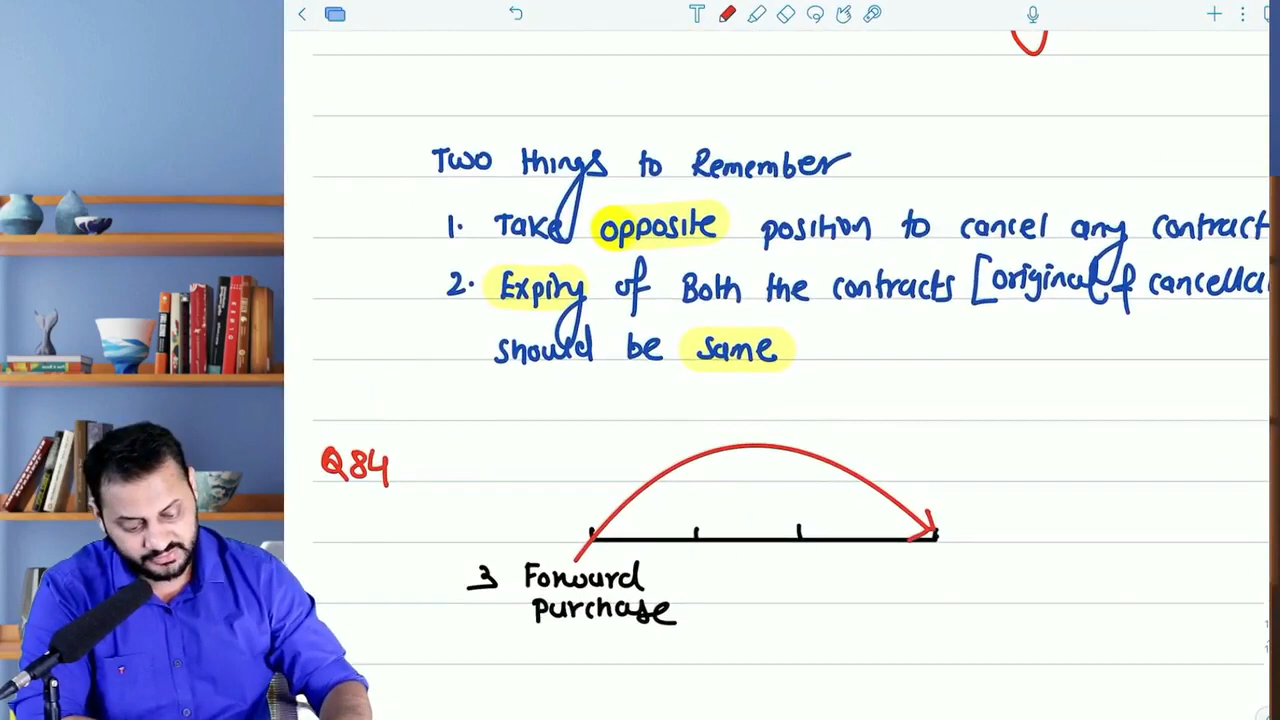 Two things to Remember
1. Take opposite position to cancel any contract
2. Expiry of Both the contracts [original & cancella
should be same
Q84
3 Forward
purchase